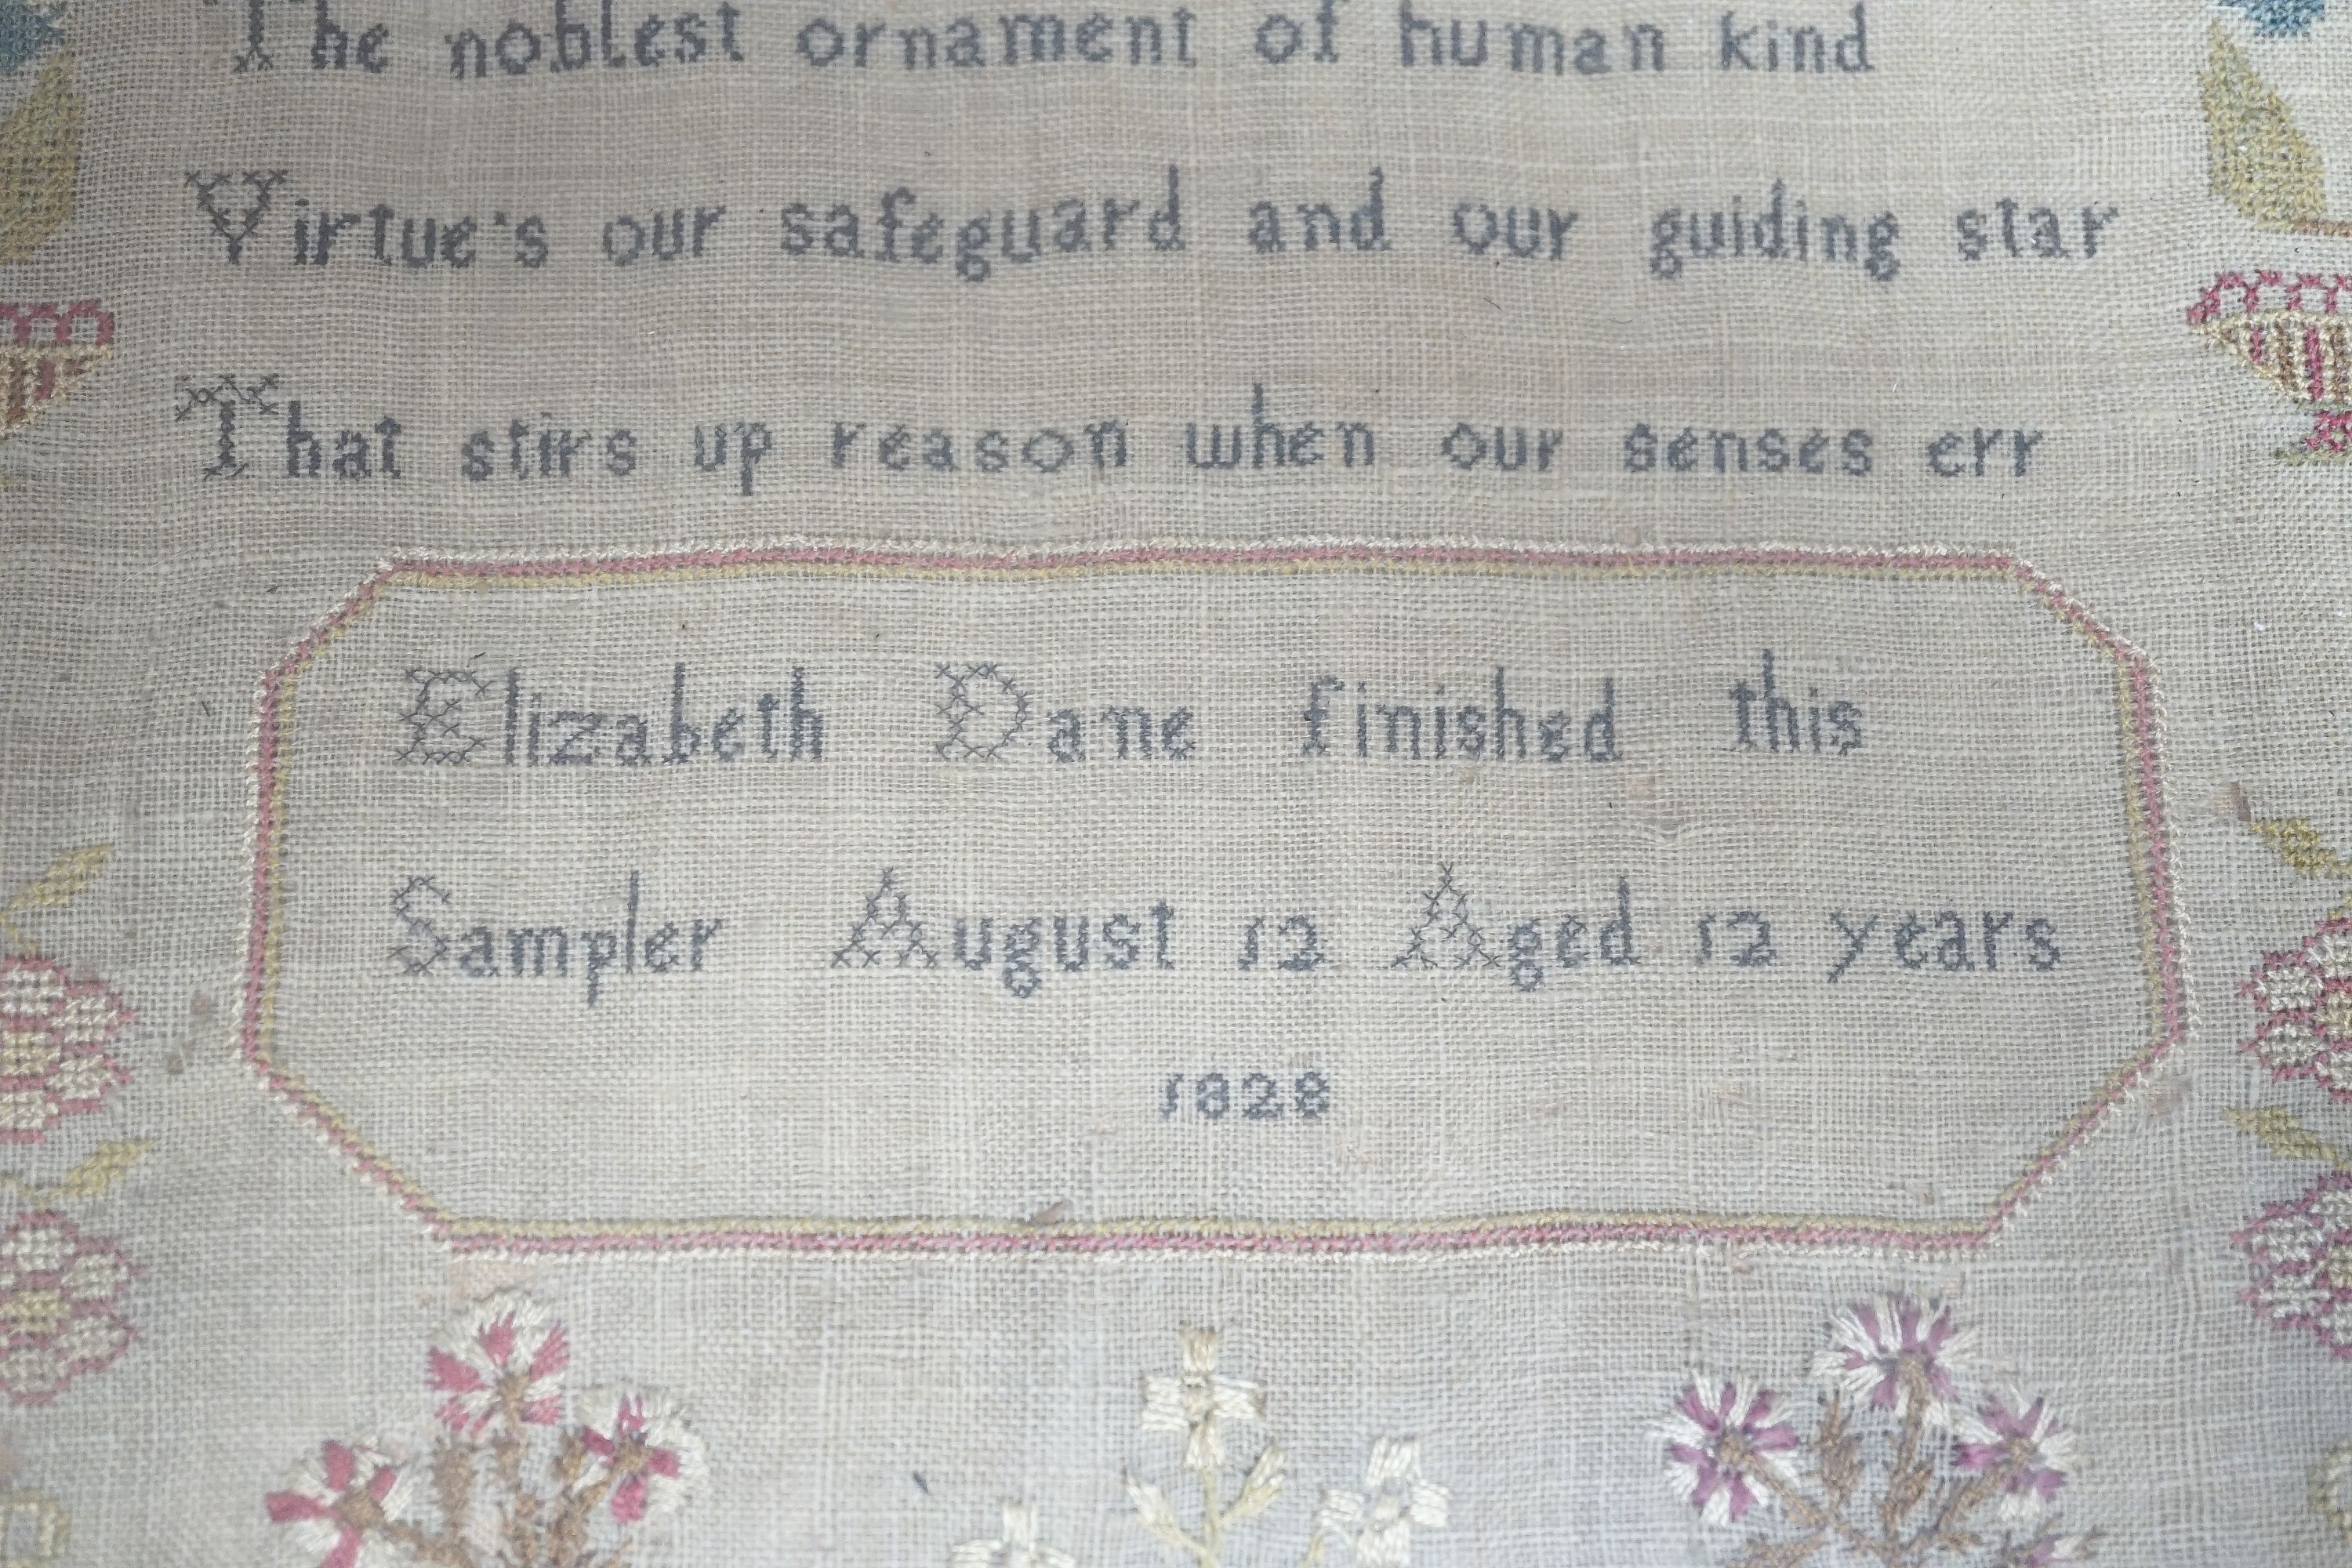 The noblest ornament of human kind
Virtue's our safeguard and our guiding star
That stirs up reason when our senses err
Elizabeth Dane finished this
Sampler August 12 Aged 12 years
1828